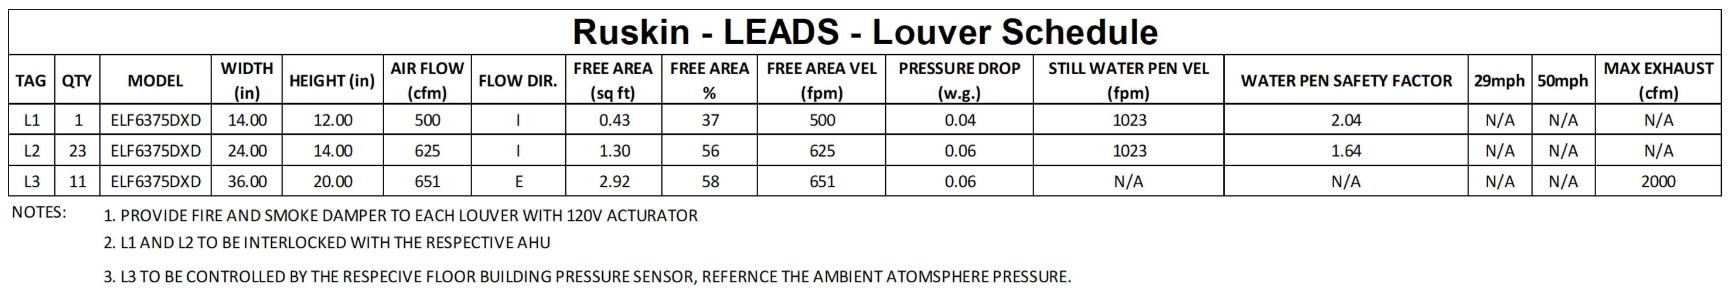 Ruskin - LEADS - Louver Schedule
TAG QTY MODEL WIDTH (in) HEIGHT (in) AIR FLOW (cfm) FLOW DIR. FREE AREA (sq ft) FREE AREA % FREE AREA VEL (fpm) PRESSURE DROP (w.g.) STILL WATER PEN VEL (fpm) WATER PEN SAFETY FACTOR 29mph 50mph MAX EXHAUST (cfm)
L1 1 ELF6375DXD 14.00 12.00 500 I 0.43 37 500 0.04 1023 2.04 N/A N/A N/A
L2 23 ELF6375DXD 24.00 14.00 625 I 1.30 56 625 0.06 1023 1.64 N/A N/A N/A
L3 11 ELF6375DXD 36.00 20.00 651 E 2.92 58 651 0.06 N/A N/A N/A N/A 2000
NOTES: 1. PROVIDE FIRE AND SMOKE DAMPER TO EACH LOUVER WITH 120V ACTURATOR
2. L1 AND L2 TO BE INTERLOCKED WITH THE RESPECTIVE AHU
3. L3 TO BE CONTROLLED BY THE RESPECIVE FLOOR BUILDING PRESSURE SENSOR, REFERNCE THE AMBIENT ATOMSPHERE PRESSURE.